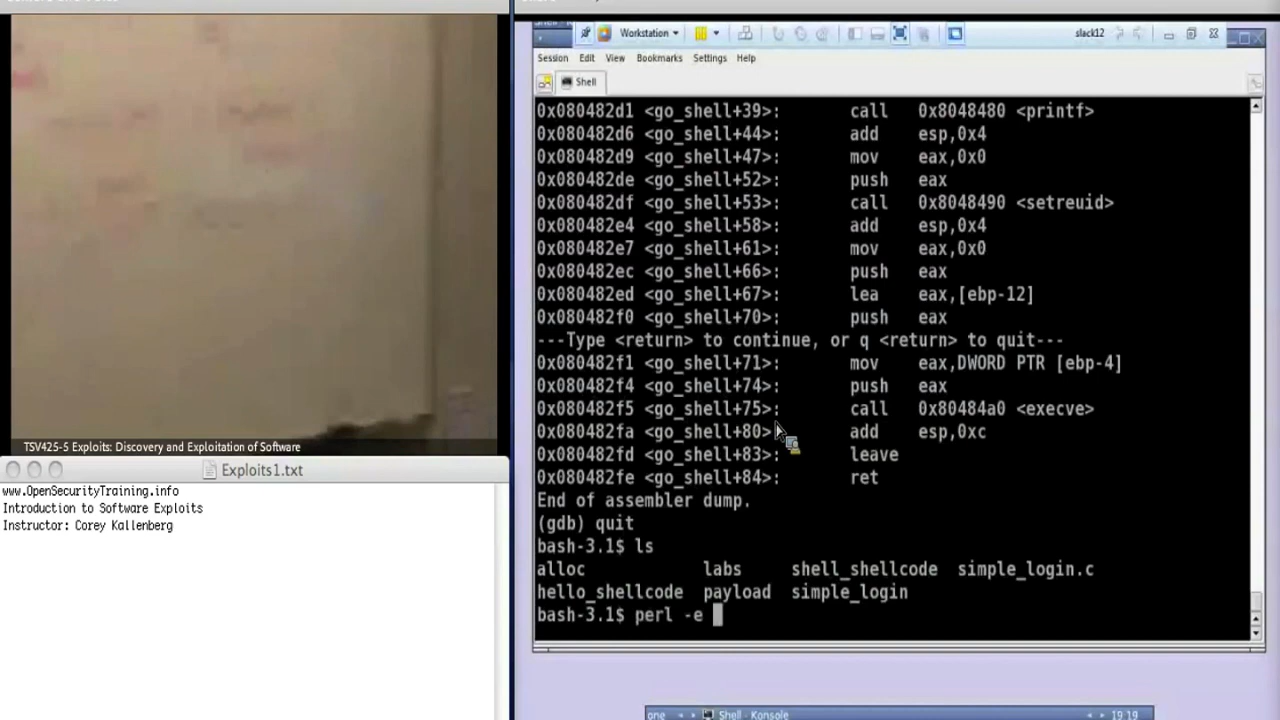 Workstation
slack12
Session Edit View Bookmarks Settings Help
Shell
0x080482d1 <go_shell+39>: call 0x8048480 <printf>
0x080482d6 <go_shell+44>: add esp,0x4
0x080482d9 <go_shell+47>: mov eax,0x0
0x080482de <go_shell+52>: push eax
0x080482df <go_shell+53>: call 0x8048490 <setreuid>
0x080482e4 <go_shell+58>: add esp,0x4
0x080482e7 <go_shell+61>: mov eax,0x0
0x080482ec <go_shell+66>: push eax
0x080482ed <go_shell+67>: lea eax,[ebp-12]
0x080482f0 <go_shell+70>: push eax
---Type <return> to continue, or q <return> to quit---
0x080482f1 <go_shell+71>: mov eax,DWORD PTR [ebp-4]
0x080482f4 <go_shell+74>: push eax
0x080482f5 <go_shell+75>: call 0x80484a0 <execve>
0x080482fa <go_shell+80>: add esp,0xc
0x080482fd <go_shell+83>: leave
0x080482fe <go_shell+84>: ret
End of assembler dump.
(gdb) quit
bash-3.1$ ls
alloc labs shell_shellcode simple_login.c
hello_shellcode payload simple_login
bash-3.1$ perl -e
TSV425-5 Exploits: Discovery and Exploitation of Software
Exploits1.txt
www.OpenSecurityTraining.info
Introduction to Software Exploits
Instructor: Corey Kallenberg
one Shell - Konsole 19:19